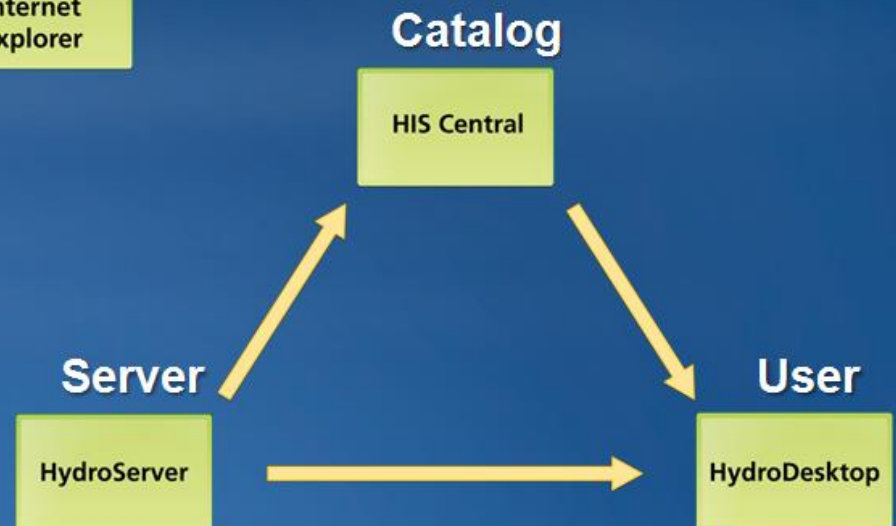 Catalog
HIS Central
Server
User
HydroServer
HydroDesktop